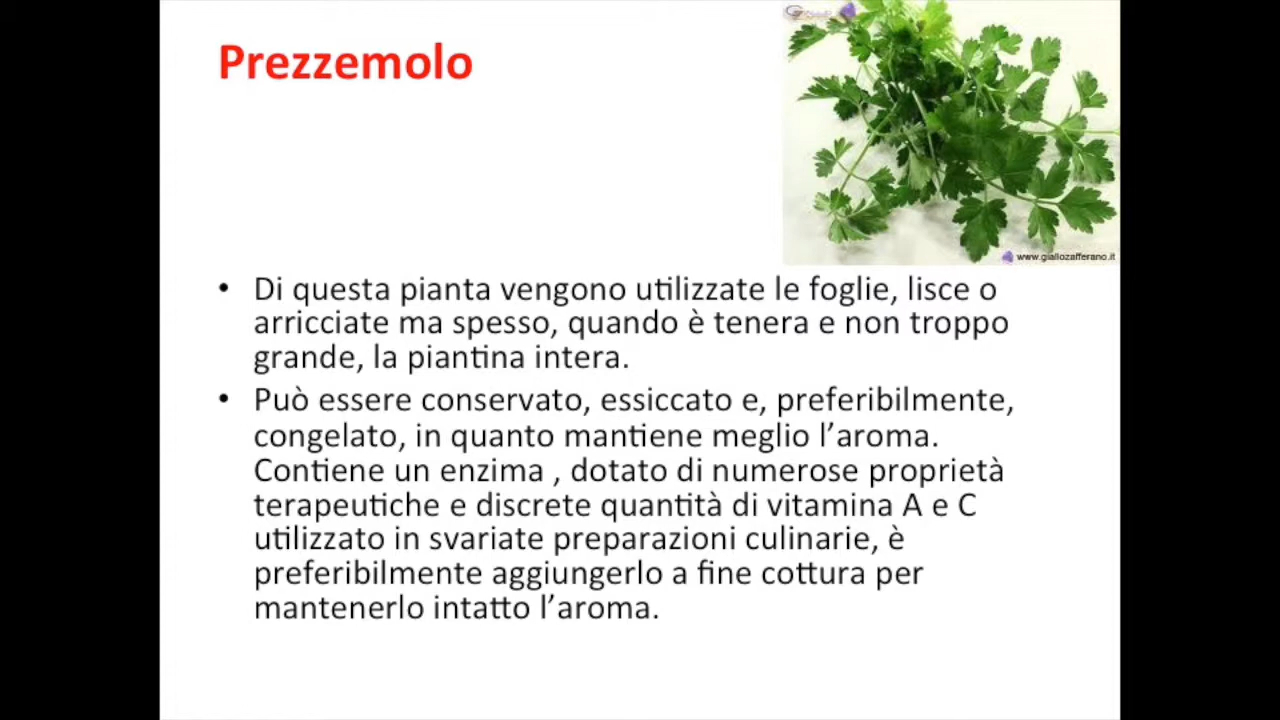 Prezzemolo
www.giallozafferano.it
• Di questa pianta vengono utilizzate le foglie, lisce o
arricciate ma spesso, quando è tenera e non troppo
grande, la piantina intera.
• Può essere conservato, essiccato e, preferibilmente,
congelato, in quanto mantiene meglio l’aroma.
Contiene un enzima , dotato di numerose proprietà
terapeutiche e discrete quantità di vitamina A e C
utilizzato in svariate preparazioni culinarie, è
preferibilmente aggiungerlo a fine cottura per
mantenerlo intatto l’aroma.